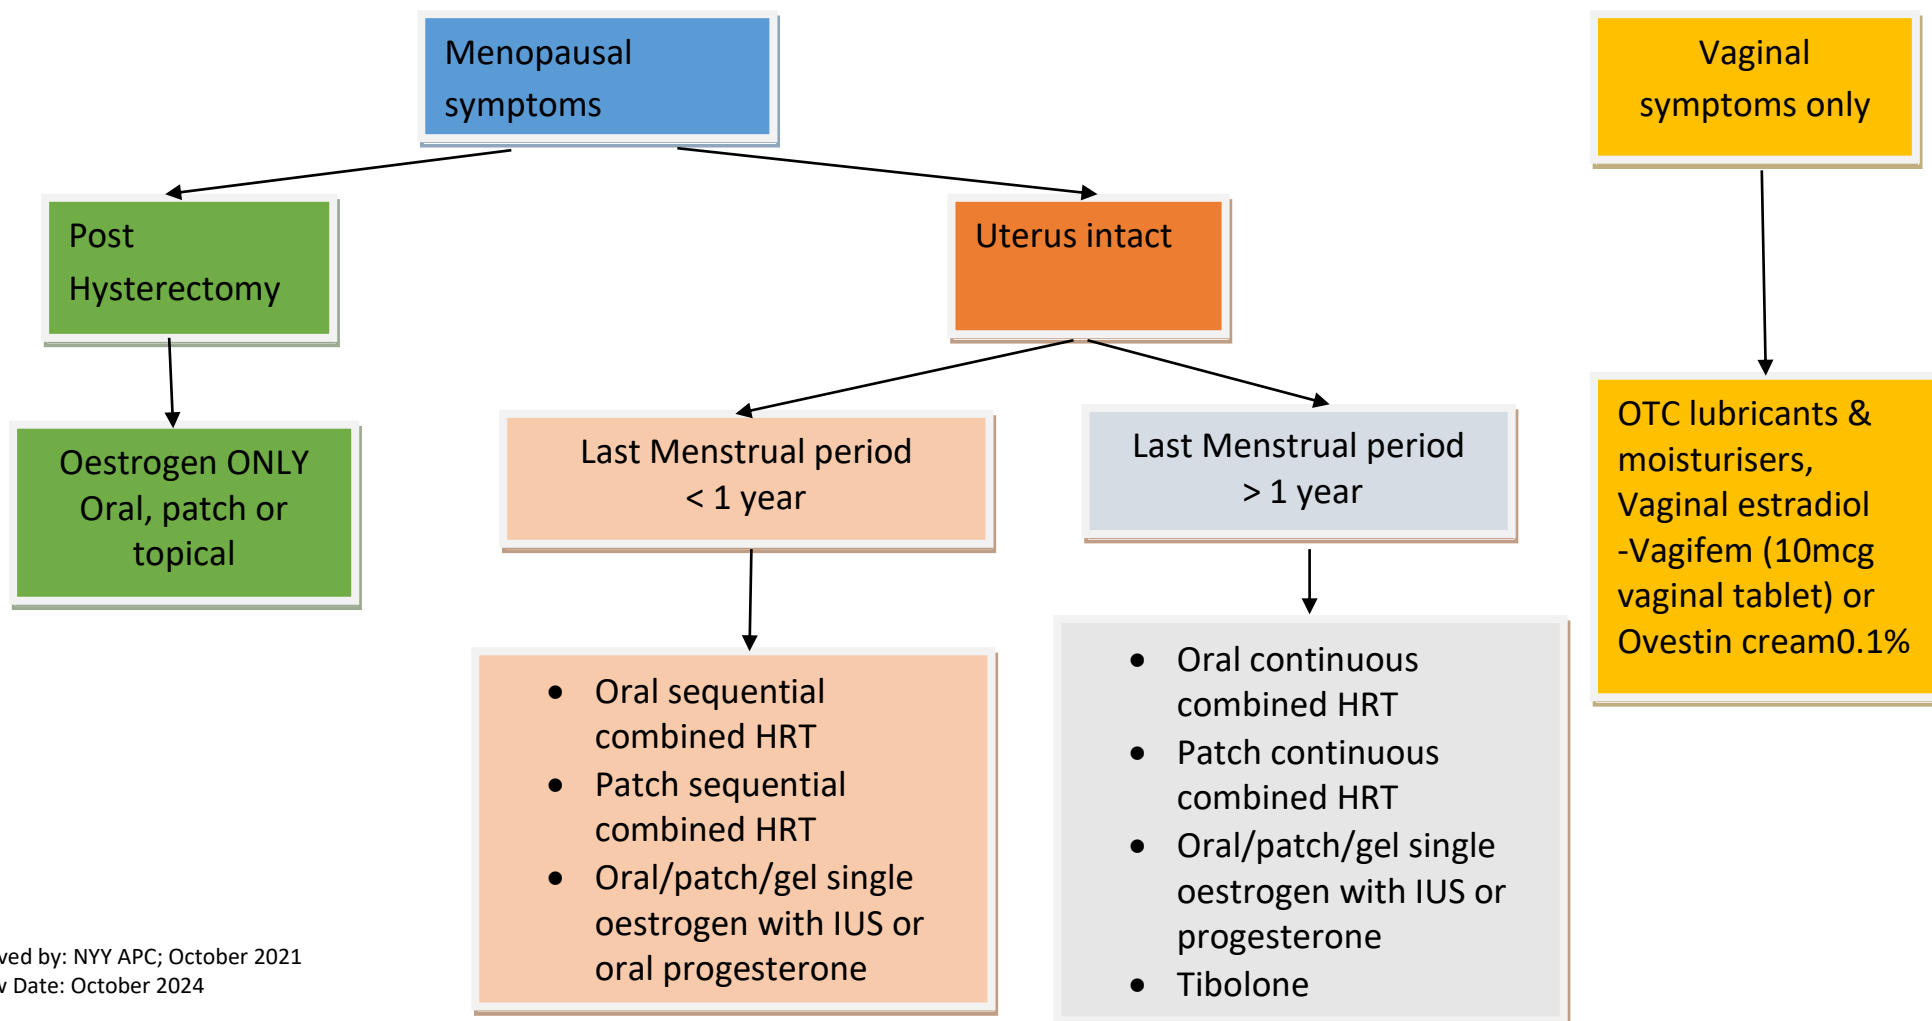 Menopausal
symptoms
Vaginal
symptoms only
Post
Hysterectomy
Uterus intact
Oestrogen ONLY
Oral, patch or
topical
Last Menstrual period
< 1 year
Last Menstrual period
> 1 year
OTC lubricants &
moisturisers,
Vaginal estradiol
-Vagifem (10mcg
vaginal tablet) or
Ovestin cream0.1%
• Oral sequential
combined HRT
• Patch sequential
combined HRT
• Oral/patch/gel single
oestrogen with IUS or
oral progesterone
• Oral continuous
combined HRT
• Patch continuous
combined HRT
• Oral/patch/gel single
oestrogen with IUS or
progesterone
• Tibolone
ved by: NYY APC; October 2021
w Date: October 2024